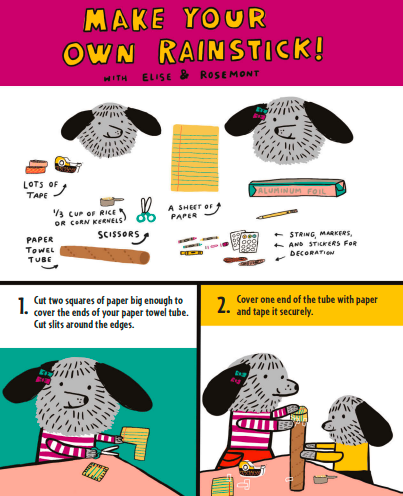 MAKE YOUR
OWN RAINSTICK!
WITH ELISE & ROSEMONT
LOTS OF
TAPE
1/3 CUP OF RICE
OR CORN KERNELS
SCISSORS
A SHEET OF
PAPER
ALUMINUM FOIL
PAPER
TOWEL
TUBE
STRING, MARKERS,
AND STICKERS FOR
DECORATION
1. Cut two squares of paper big enough to
cover the ends of your paper towel tube.
Cut slits around the edges.
2. Cover one end of the tube with paper
and tape it securely.